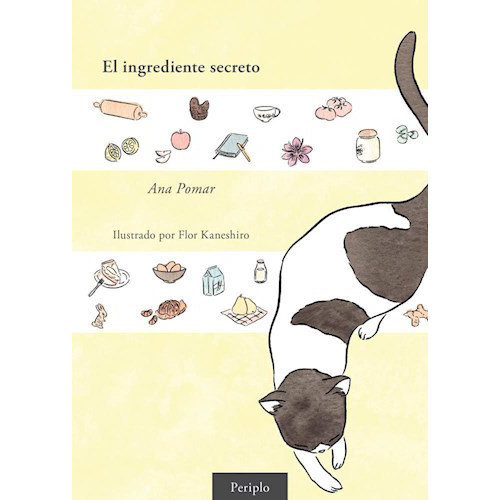 El ingrediente secreto
Ana Pomar
Ilustrado por Flor Kaneshiro
Periplo